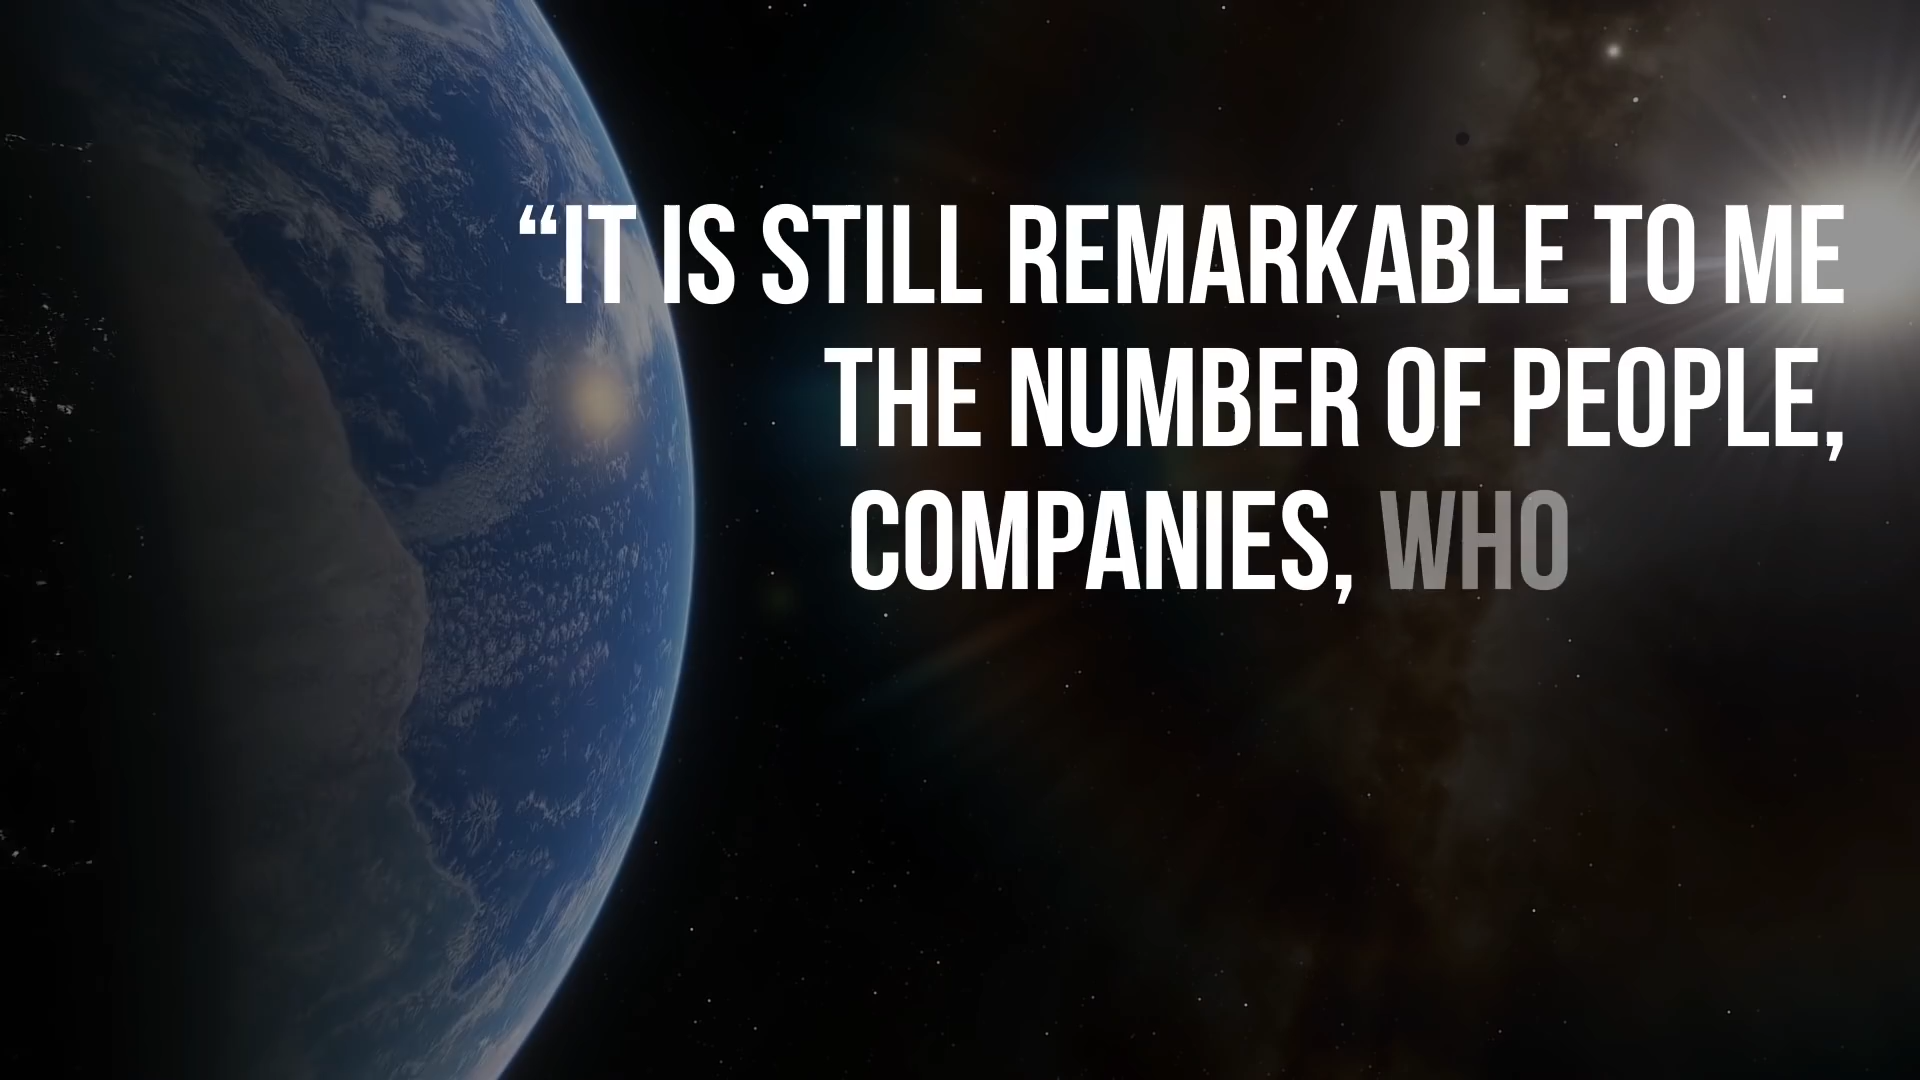 “IT IS STILL REMARKABLE TO ME
THE NUMBER OF PEOPLE,
COMPANIES, WHO